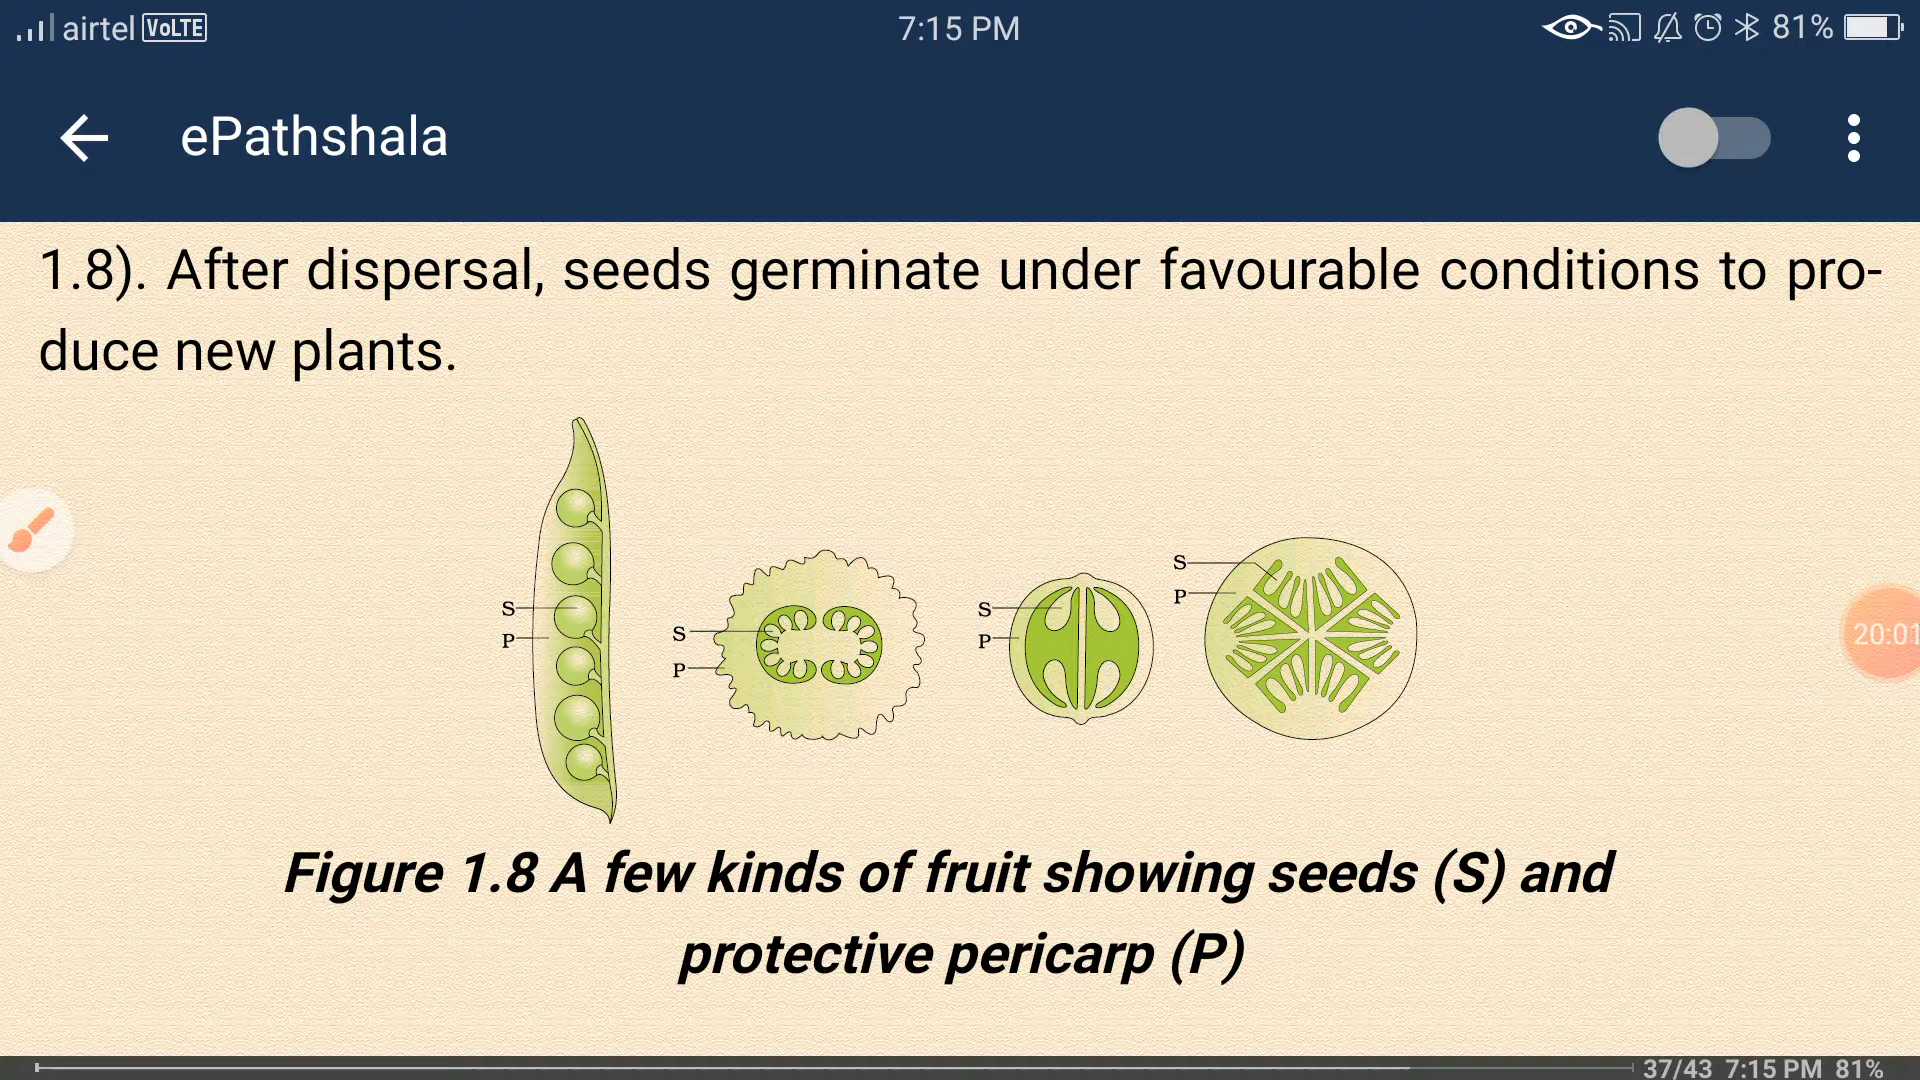 airtel VoLTE 7:15 PM 81%
ePathshala
1.8). After dispersal, seeds germinate under favourable conditions to pro-
duce new plants.
S
P
S
P
S
P
S
P
20:01
Figure 1.8 A few kinds of fruit showing seeds (S) and
protective pericarp (P)
37/43 7:15 PM 81%